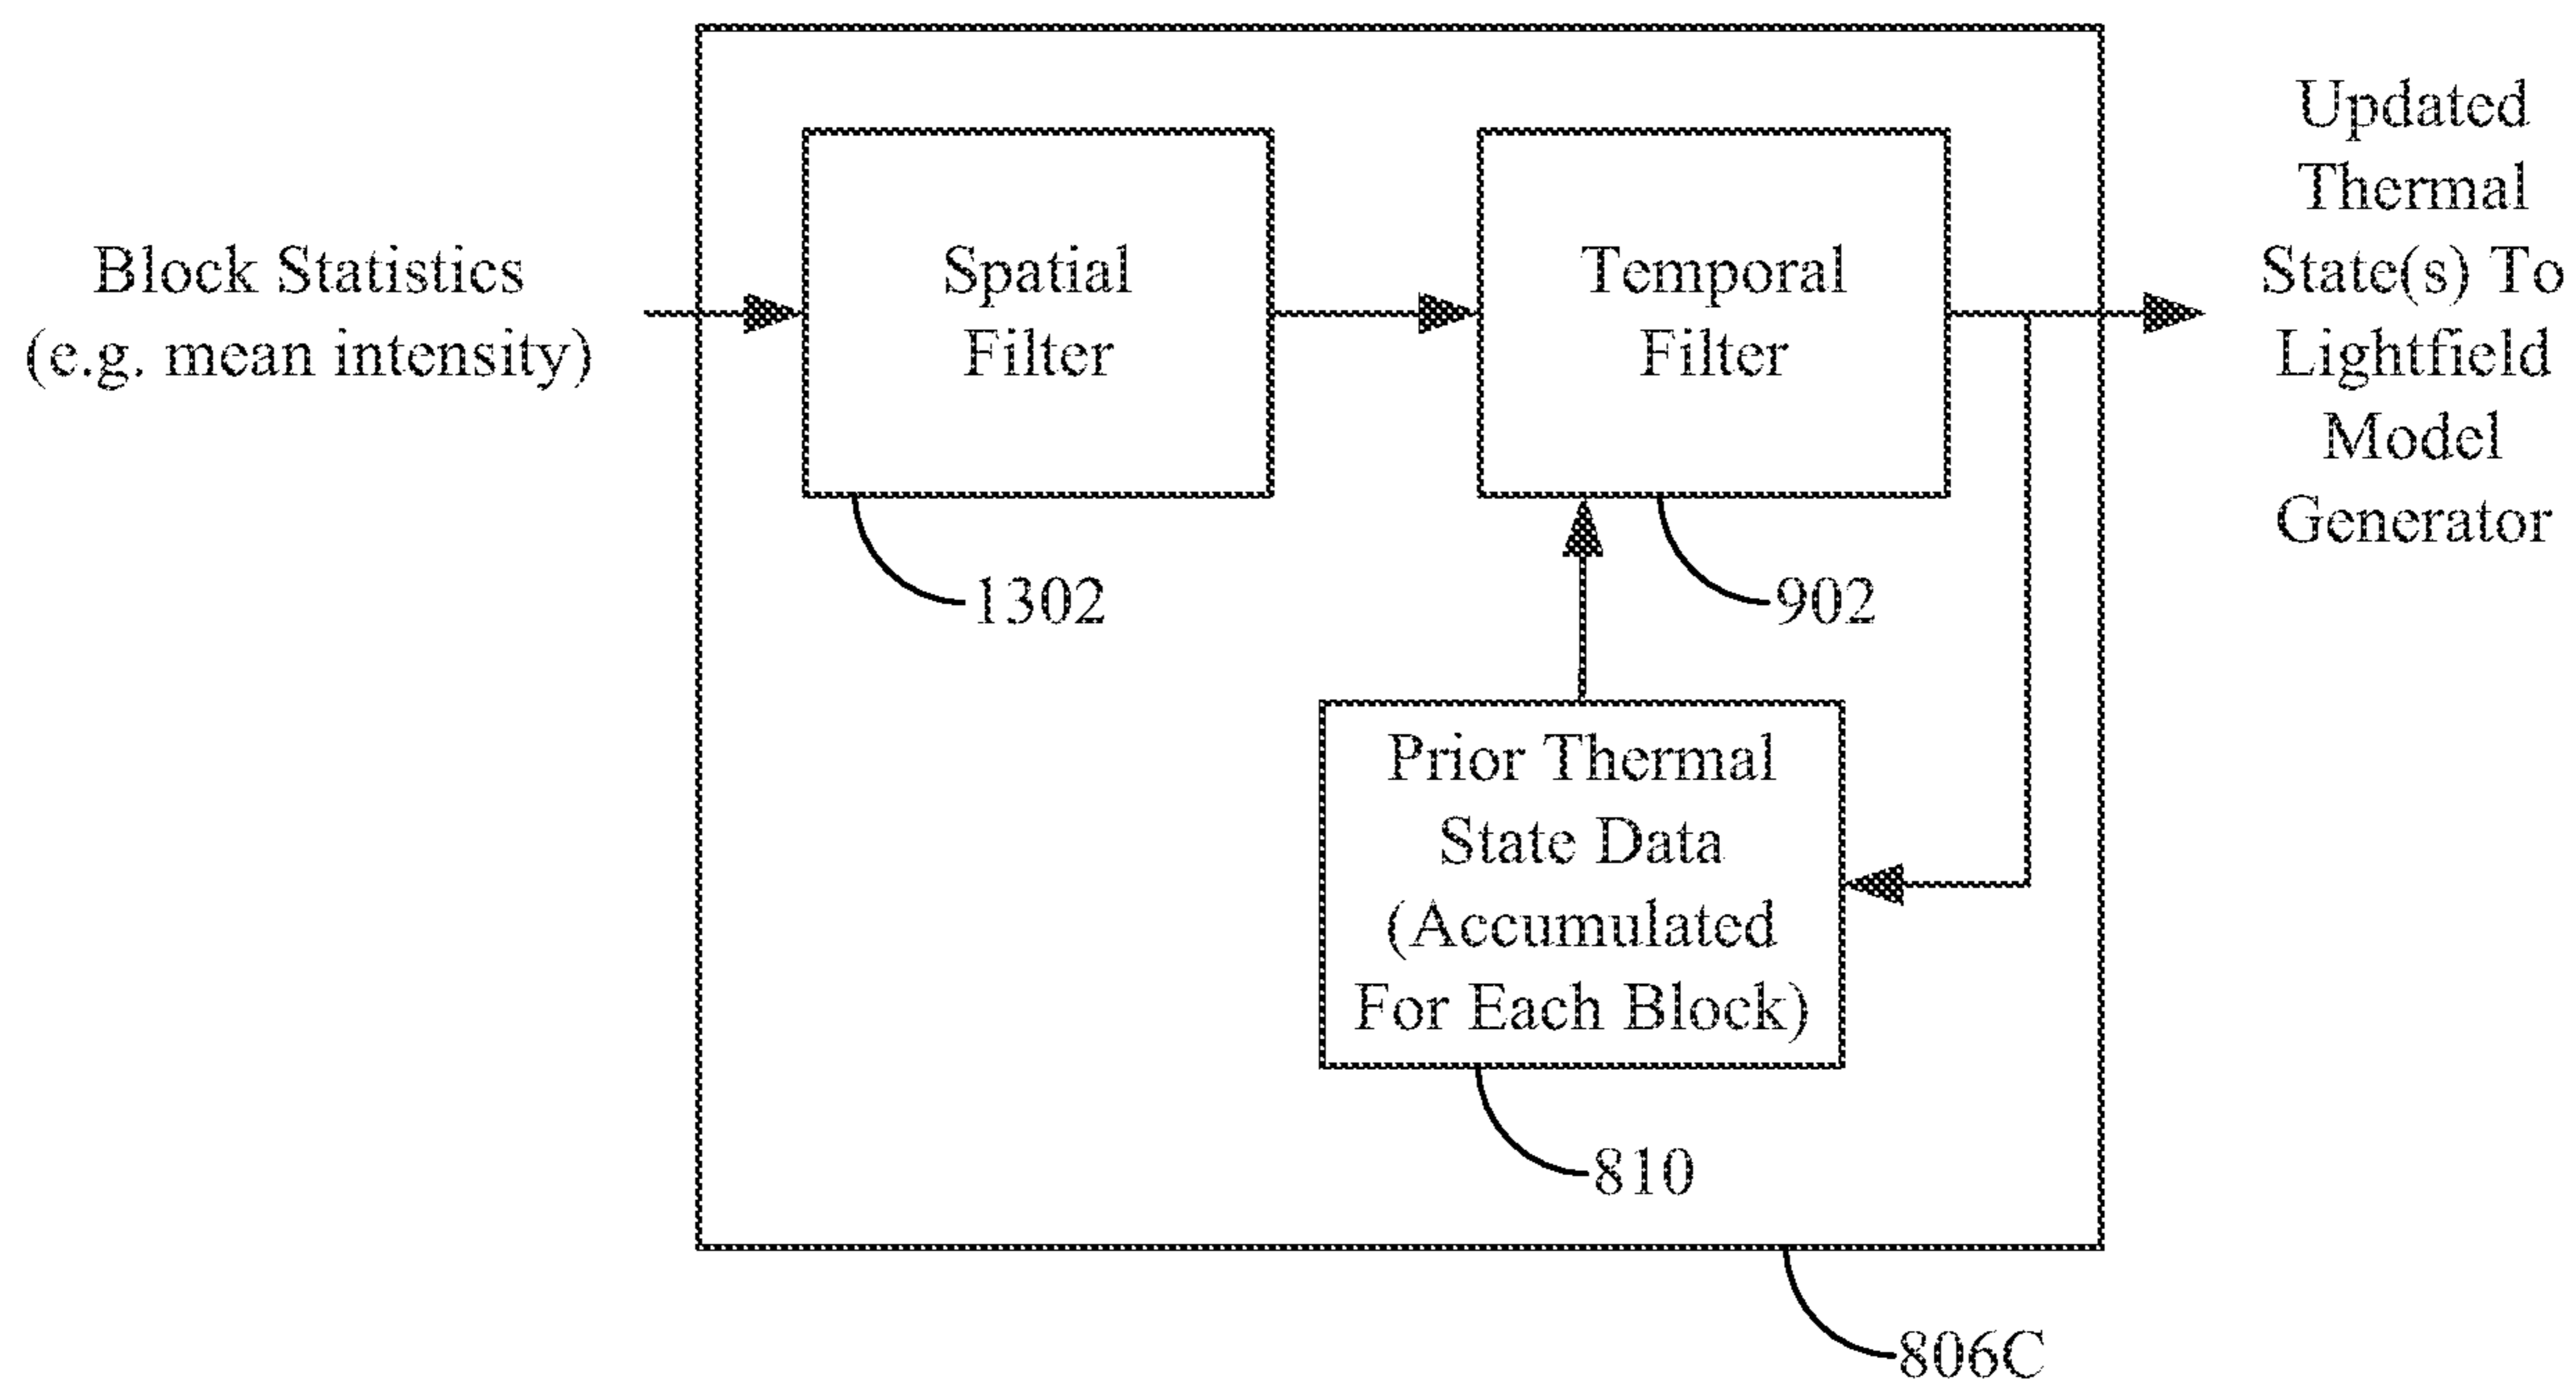 Block Statistics
(e.g. mean intensity)
Spatial
Filter
1302
Temporal
Filter
902
Prior Thermal
State Data
(Accumulated
For Each Block)
810
806C
Updated
Thermal
State(s) To
Lightfield
Model
Generator